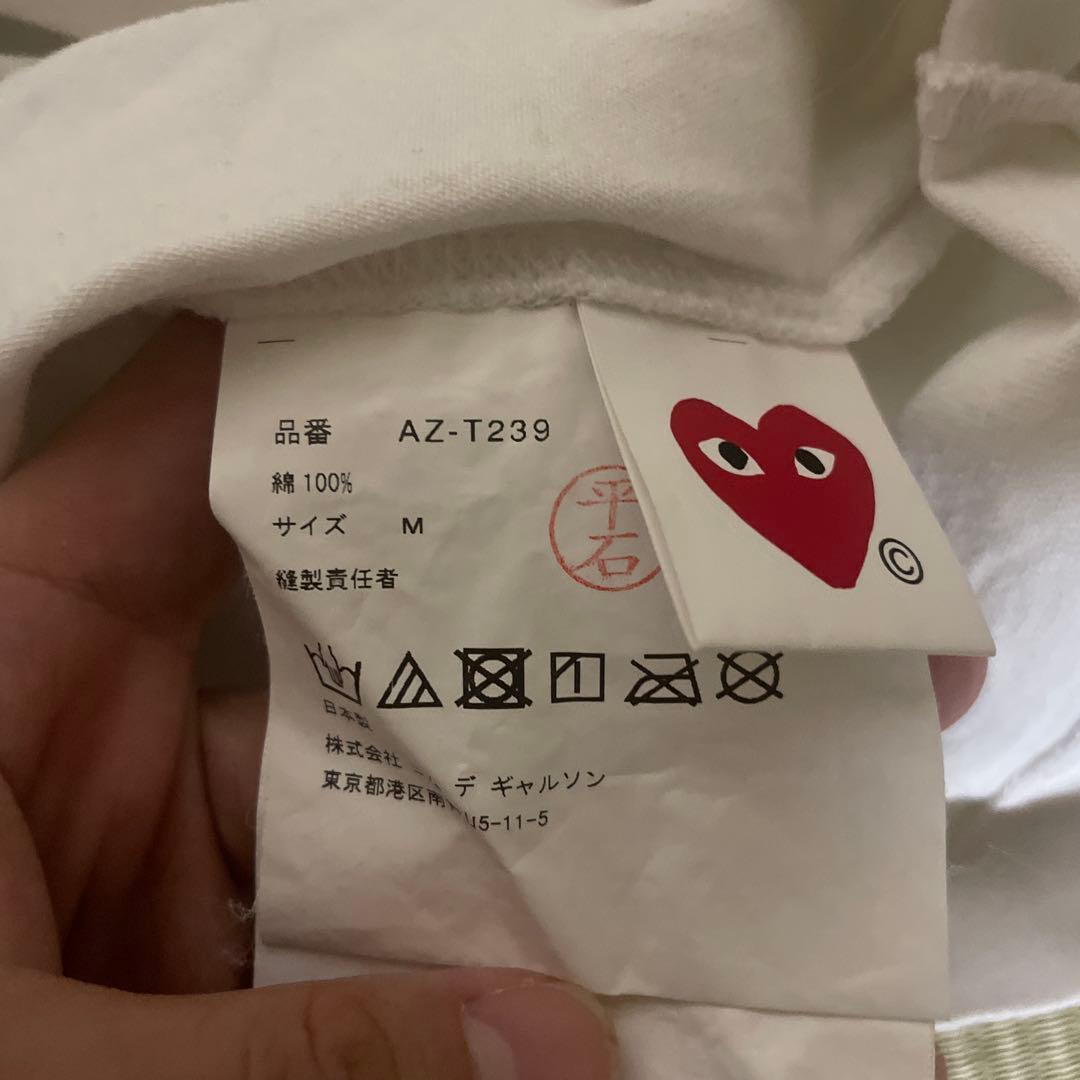 品番 AZ-T239
綿 100%
サイズ M
縫製責任者
平石
©
日本製
株式会社 デ ギャルソン
東京都港区南 5-11-5